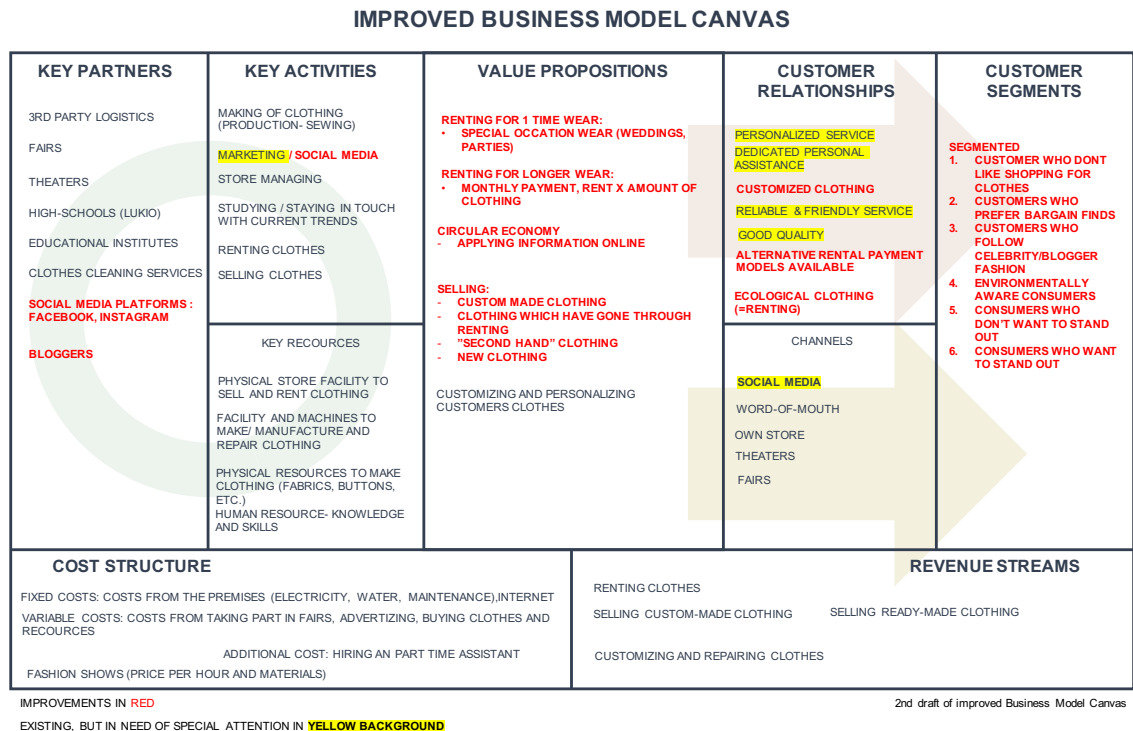 IMPROVED BUSINESS MODEL CANVAS
KEY PARTNERS
3RD PARTY LOGISTICS
FAIRS
THEATERS
HIGH-SCHOOLS (LUKIO)
EDUCATIONAL INSTITUTES
CLOTHES CLEANING SERVICES
SOCIAL MEDIA PLATFORMS :
FACEBOOK, INSTAGRAM
BLOGGERS
KEY ACTIVITIES
MAKING OF CLOTHING
(PRODUCTION- SEWING)
MARKETING / SOCIAL MEDIA
STORE MANAGING
STUDYING / STAYING IN TOUCH
WITH CURRENT TRENDS
RENTING CLOTHES
SELLING CLOTHES
KEY RECOURCES
PHYSICAL STORE FACILITY TO
SELL AND RENT CLOTHING
FACILITY AND MACHINES TO
MAKE/ MANUFACTURE AND
REPAIR CLOTHING
PHYSICAL RESOURCES TO MAKE
CLOTHING (FABRICS, BUTTONS,
ETC.)
HUMAN RESOURCE- KNOWLEDGE
AND SKILLS
VALUE PROPOSITIONS
RENTING FOR 1 TIME WEAR:
• SPECIAL OCCATION WEAR (WEDDINGS,
PARTIES)
RENTING FOR LONGER WEAR:
• MONTHLY PAYMENT, RENT X AMOUNT OF
CLOTHING
CIRCULAR ECONOMY
- APPLYING INFORMATION ONLINE
SELLING:
- CUSTOM MADE CLOTHING
- CLOTHING WHICH HAVE GONE THROUGH
RENTING
- ”SECOND HAND” CLOTHING
- NEW CLOTHING
CUSTOMIZING AND PERSONALIZING
CUSTOMERS CLOTHES
CUSTOMER
RELATIONSHIPS
PERSONALIZED SERVICE
DEDICATED PERSONAL
ASSISTANCE
CUSTOMIZED CLOTHING
RELIABLE & FRIENDLY SERVICE
GOOD QUALITY
ALTERNATIVE RENTAL PAYMENT
MODELS AVAILABLE
ECOLOGICAL CLOTHING
(=RENTING)
CHANNELS
SOCIAL MEDIA
WORD-OF-MOUTH
OWN STORE
THEATERS
FAIRS
CUSTOMER
SEGMENTS
SEGMENTED
1. CUSTOMER WHO DONT
LIKE SHOPPING FOR
CLOTHES
2. CUSTOMERS WHO
PREFER BARGAIN FINDS
3. CUSTOMERS WHO
FOLLOW
CELEBRITY/BLOGGER
FASHION
4. ENVIRONMENTALLY
AWARE CONSUMERS
5. CONSUMERS WHO
DON'T WANT TO STAND
OUT
6. CONSUMERS WHO WANT
TO STAND OUT
COST STRUCTURE
FIXED COSTS: COSTS FROM THE PREMISES (ELECTRICITY, WATER, MAINTENANCE),INTERNET
VARIABLE COSTS: COSTS FROM TAKING PART IN FAIRS, ADVERTIZING, BUYING CLOTHES AND
RECOURCES
ADDITIONAL COST: HIRING AN PART TIME ASSISTANT
FASHION SHOWS (PRICE PER HOUR AND MATERIALS)
REVENUE STREAMS
RENTING CLOTHES
SELLING CUSTOM-MADE CLOTHING
SELLING READY-MADE CLOTHING
CUSTOMIZING AND REPAIRING CLOTHES
IMPROVEMENTS IN RED
2nd draft of improved Business Model Canvas
EXISTING, BUT IN NEED OF SPECIAL ATTENTION IN YELLOW BACKGROUND